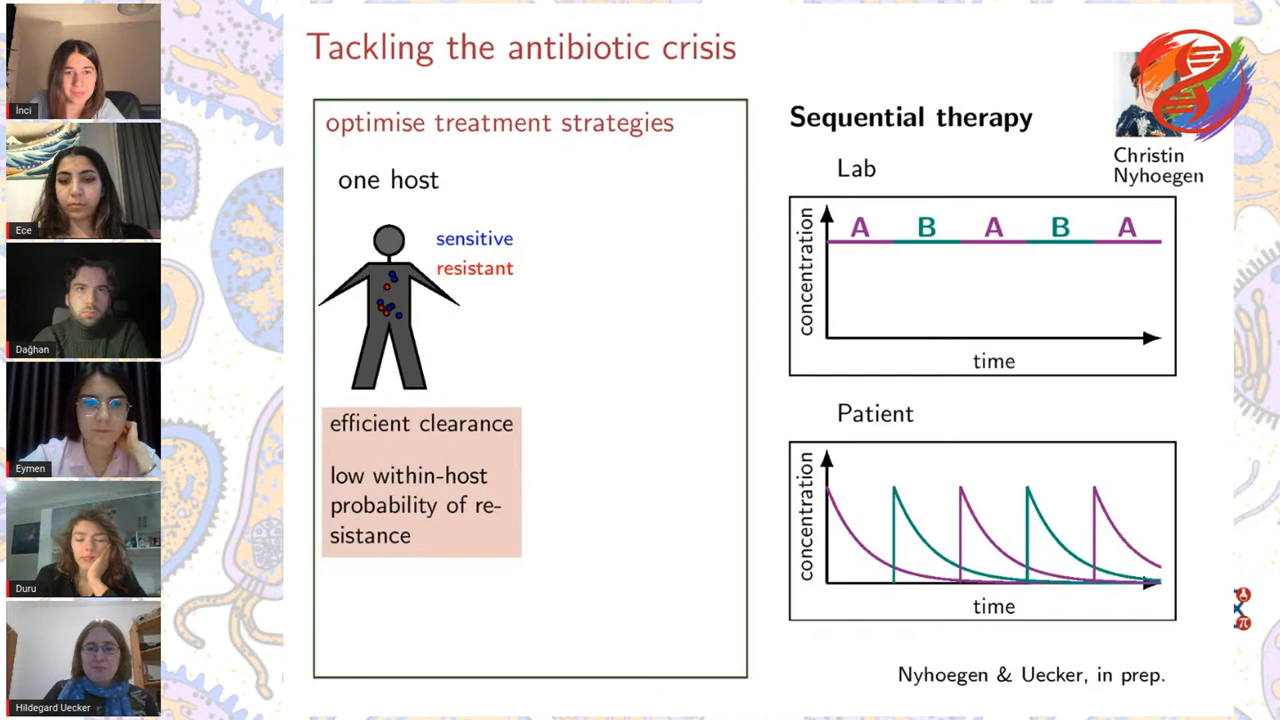 İnci
Ece
Dağhan
Eymen
Duru
Hildegard Uecker
Tackling the antibiotic crisis
optimise treatment strategies
one host
sensitive
resistant
efficient clearance
low within-host
probability of re-
sistance
Sequential therapy
Christin
Nyhoegen
Lab
concentration
A B A B A
time
Patient
concentration
time
Nyhoegen & Uecker, in prep.
π